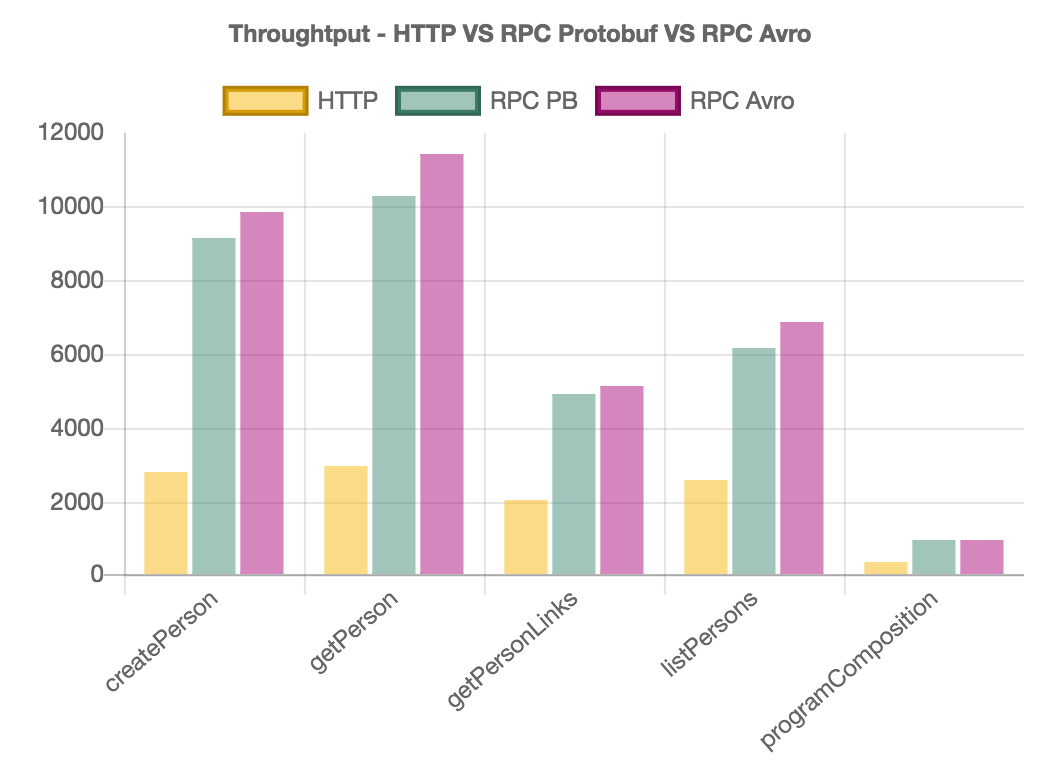 Throughtput - HTTP VS RPC Protobuf VS RPC Avro
HTTP RPC PB RPC Avro
12000
10000
8000
6000
4000
2000
0
createPerson
getPerson
getPersonLinks
listPersons
programComposition